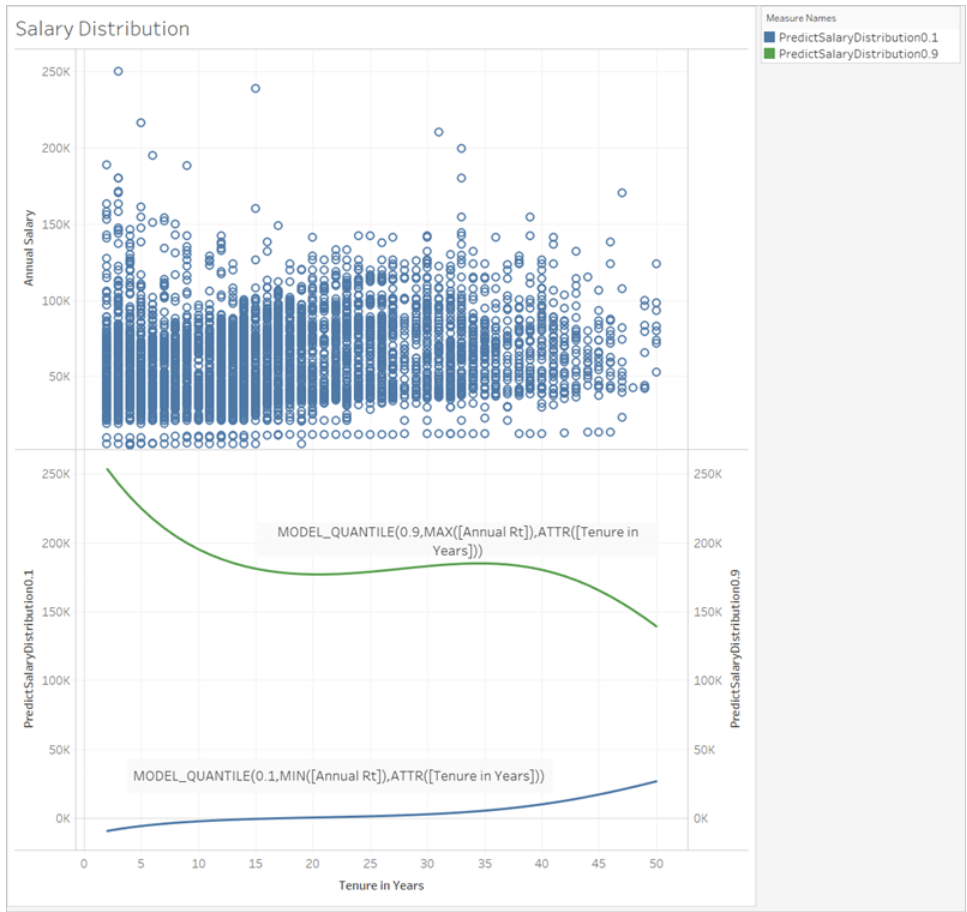 Salary Distribution
Measure Names
PredictSalaryDistribution0.1
PredictSalaryDistribution0.9
Annual Salary
250K
200K
150K
100K
50K
PredictSalaryDistribution0.1
250K
200K
150K
100K
50K
0K
MODEL_QUANTILE(0.9,MAX([Annual Rt]),ATTR([Tenure in
Years]))
MODEL_QUANTILE(0.1,MIN([Annual Rt]),ATTR([Tenure in Years]))
250K
200K
150K
100K
50K
0K
PredictSalaryDistribution0.9
0 5 10 15 20 25 30 35 40 45 50
Tenure in Years